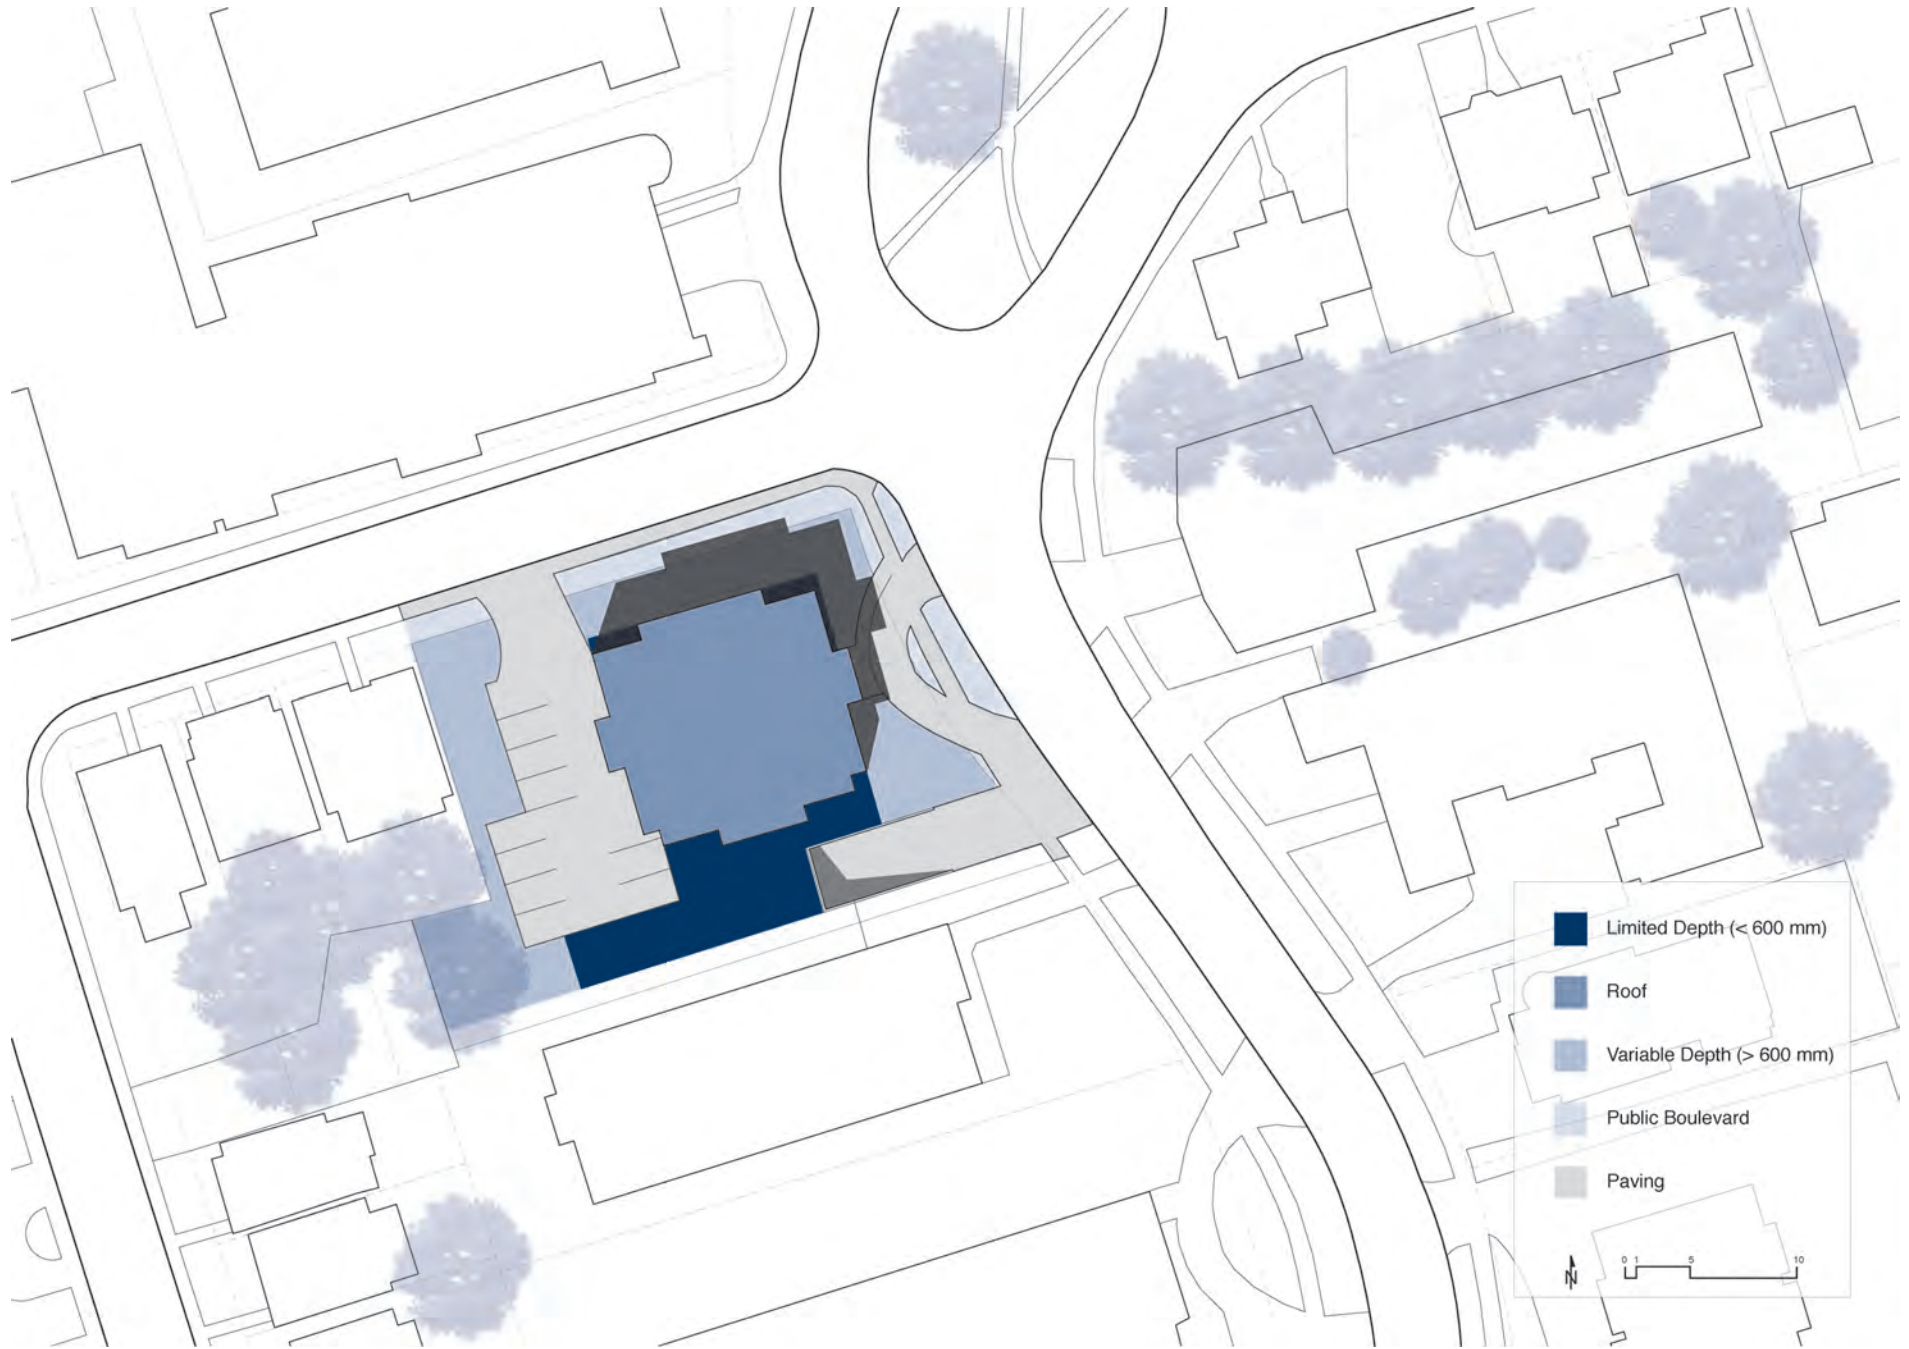 Limited Depth (< 600 mm)
Roof
Variable Depth (> 600 mm)
Public Boulevard
Paving
N
0 1 5 10